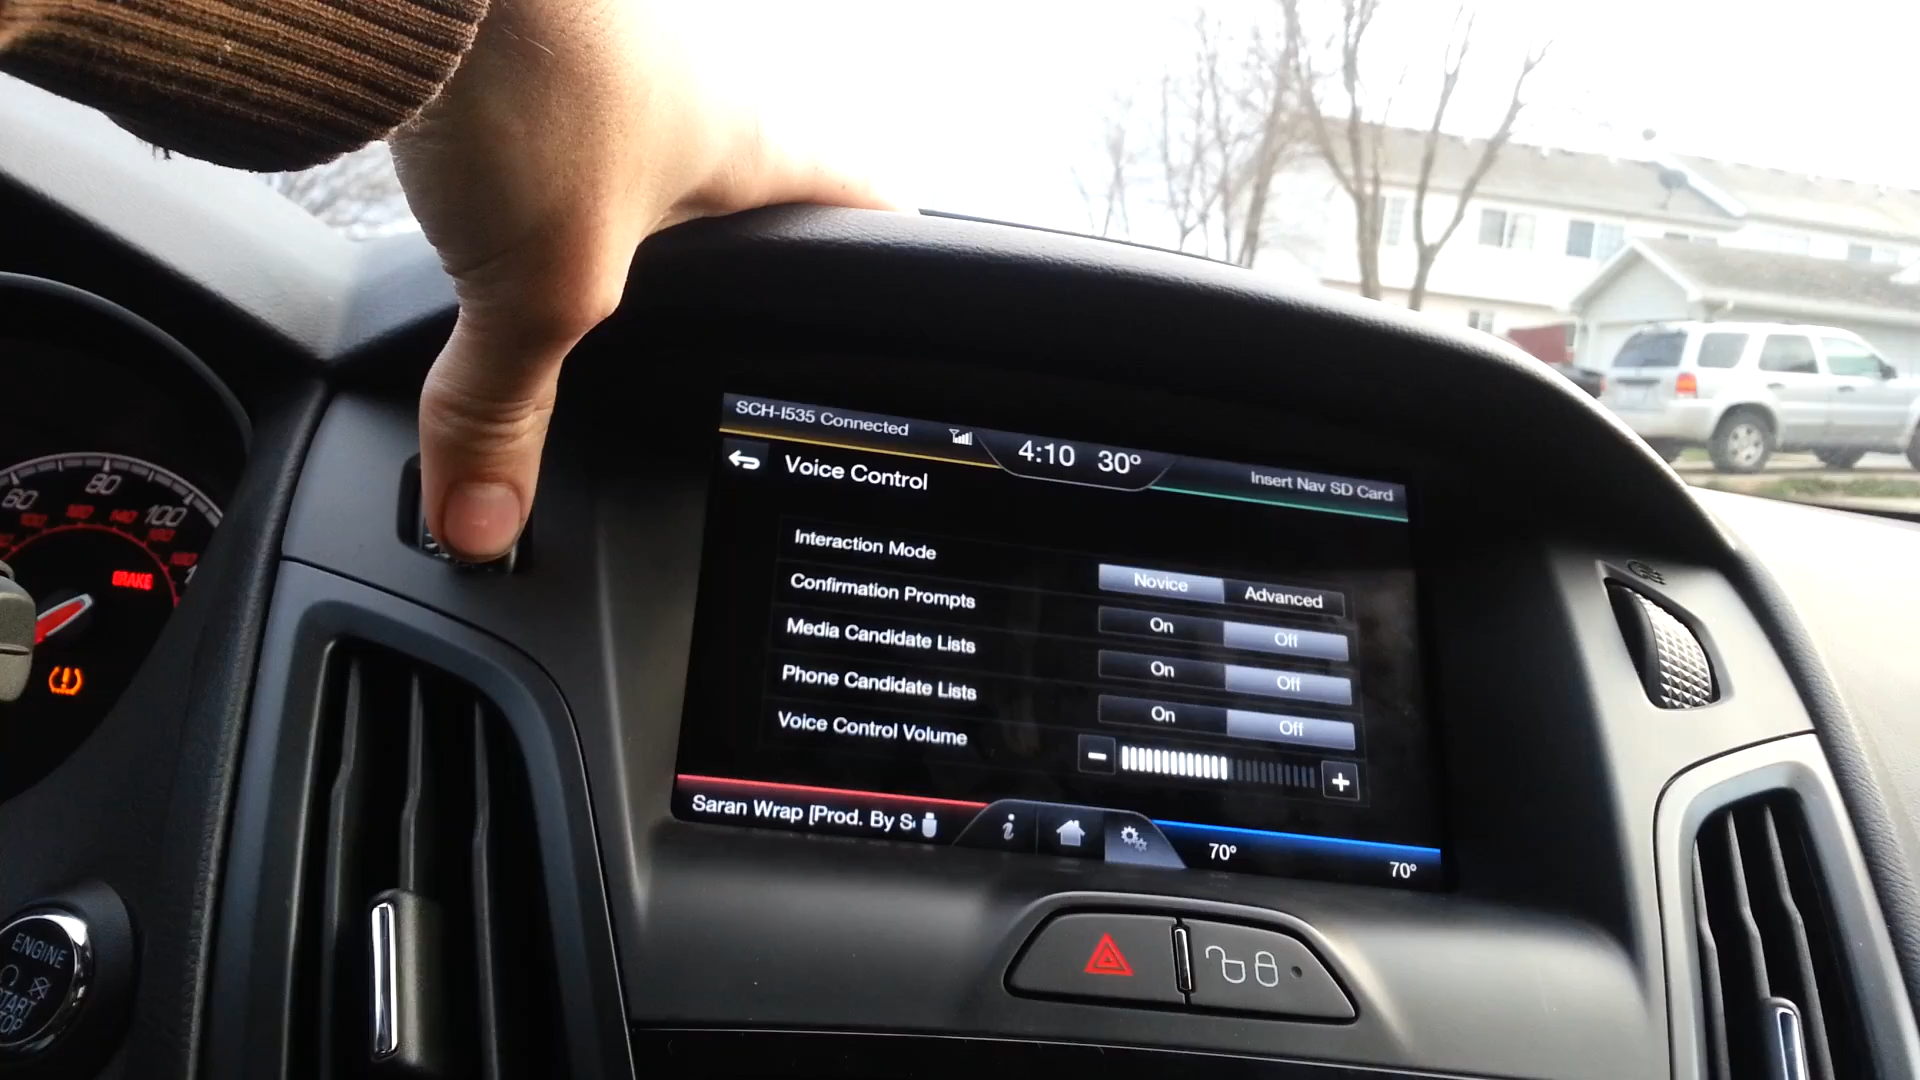 SCH-I535 Connected
4:10 30°
Insert Nav SD Card
Voice Control
Interaction Mode
Novice Advanced
Confirmation Prompts
On Off
Media Candidate Lists
On Off
Phone Candidate Lists
On Off
Voice Control Volume
− +
Saran Wrap [Prod. By S
i
70°
70°
60 80 100
BRAKE
ENGINE
START
STOP